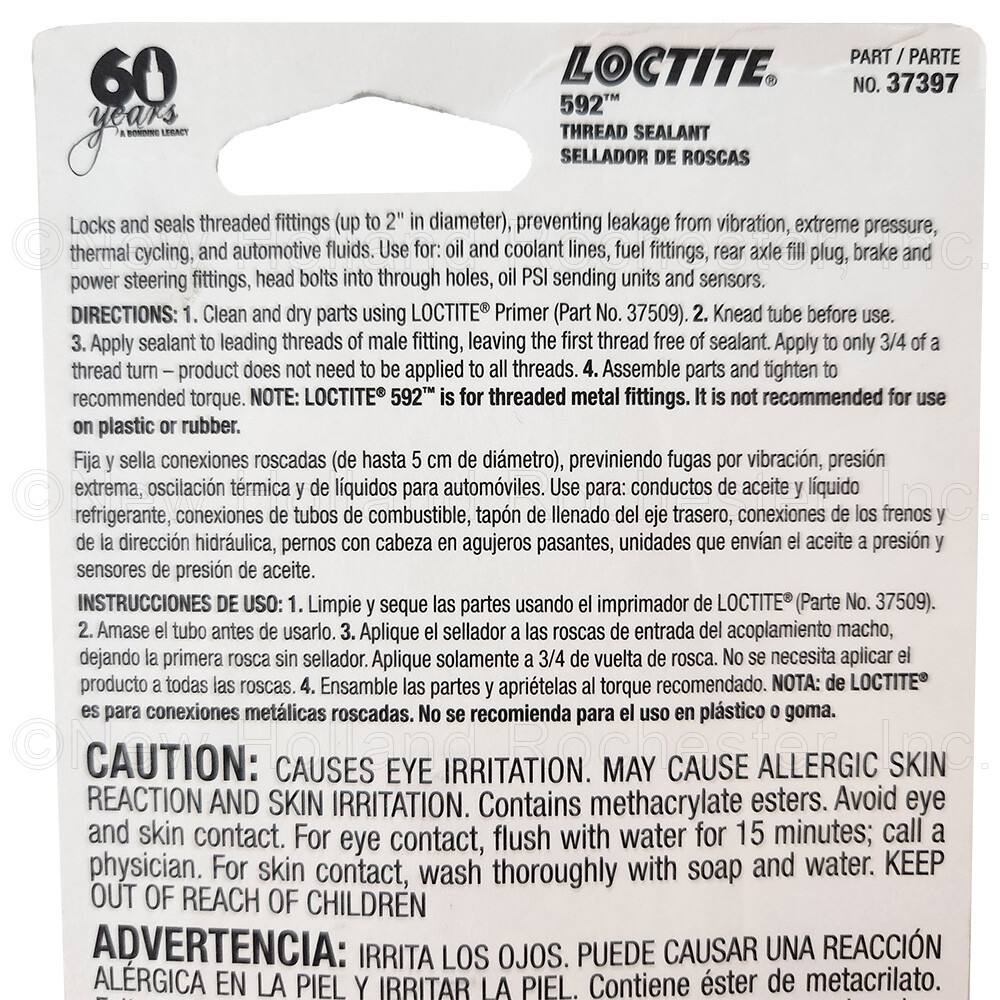 60
years
A BONDING LEGACY
LOCTITE®
592™
THREAD SEALANT
SELLADOR DE ROSCAS
PART / PARTE
NO. 37397
Locks and seals threaded fittings (up to 2" in diameter), preventing leakage from vibration, extreme pressure,
thermal cycling, and automotive fluids. Use for: oil and coolant lines, fuel fittings, rear axle fill plug, brake and
power steering fittings, head bolts into through holes, oil PSI sending units and sensors.
DIRECTIONS: 1. Clean and dry parts using LOCTITE® Primer (Part No. 37509). 2. Knead tube before use.
3. Apply sealant to leading threads of male fitting, leaving the first thread free of sealant. Apply to only 3/4 of a
thread turn – product does not need to be applied to all threads. 4. Assemble parts and tighten to
recommended torque. NOTE: LOCTITE® 592™ is for threaded metal fittings. It is not recommended for use
on plastic or rubber.
Fija y sella conexiones roscadas (de hasta 5 cm de diámetro), previniendo fugas por vibración, presión
extrema, oscilación térmica y de líquidos para automóviles. Use para: conductos de aceite y líquido
refrigerante, conexiones de tubos de combustible, tapón de llenado del eje trasero, conexiones de los frenos y
de la dirección hidráulica, pernos con cabeza en agujeros pasantes, unidades que envían el aceite a presión y
sensores de presión de aceite.
INSTRUCCIONES DE USO: 1. Limpie y seque las partes usando el imprimador de LOCTITE® (Parte No. 37509).
2. Amase el tubo antes de usarlo. 3. Aplique el sellador a las roscas de entrada del acoplamiento macho,
dejando la primera rosca sin sellador. Aplique solamente a 3/4 de vuelta de rosca. No se necesita aplicar el
producto a todas las roscas. 4. Ensamble las partes y apriételas al torque recomendado. NOTA: de LOCTITE®
es para conexiones metálicas roscadas. No se recomienda para el uso en plástico o goma.
CAUTION: CAUSES EYE IRRITATION. MAY CAUSE ALLERGIC SKIN
REACTION AND SKIN IRRITATION. Contains methacrylate esters. Avoid eye
and skin contact. For eye contact, flush with water for 15 minutes; call a
physician. For skin contact, wash thoroughly with soap and water. KEEP
OUT OF REACH OF CHILDREN
ADVERTENCIA: IRRITA LOS OJOS. PUEDE CAUSAR UNA REACCIÓN
ALÉRGICA EN LA PIEL Y IRRITAR LA PIEL. Contiene éster de metacrilato.
©New Holland Rochester, Inc.
©New Holland Rochester, Inc.
©New Holland Rochester, Inc.